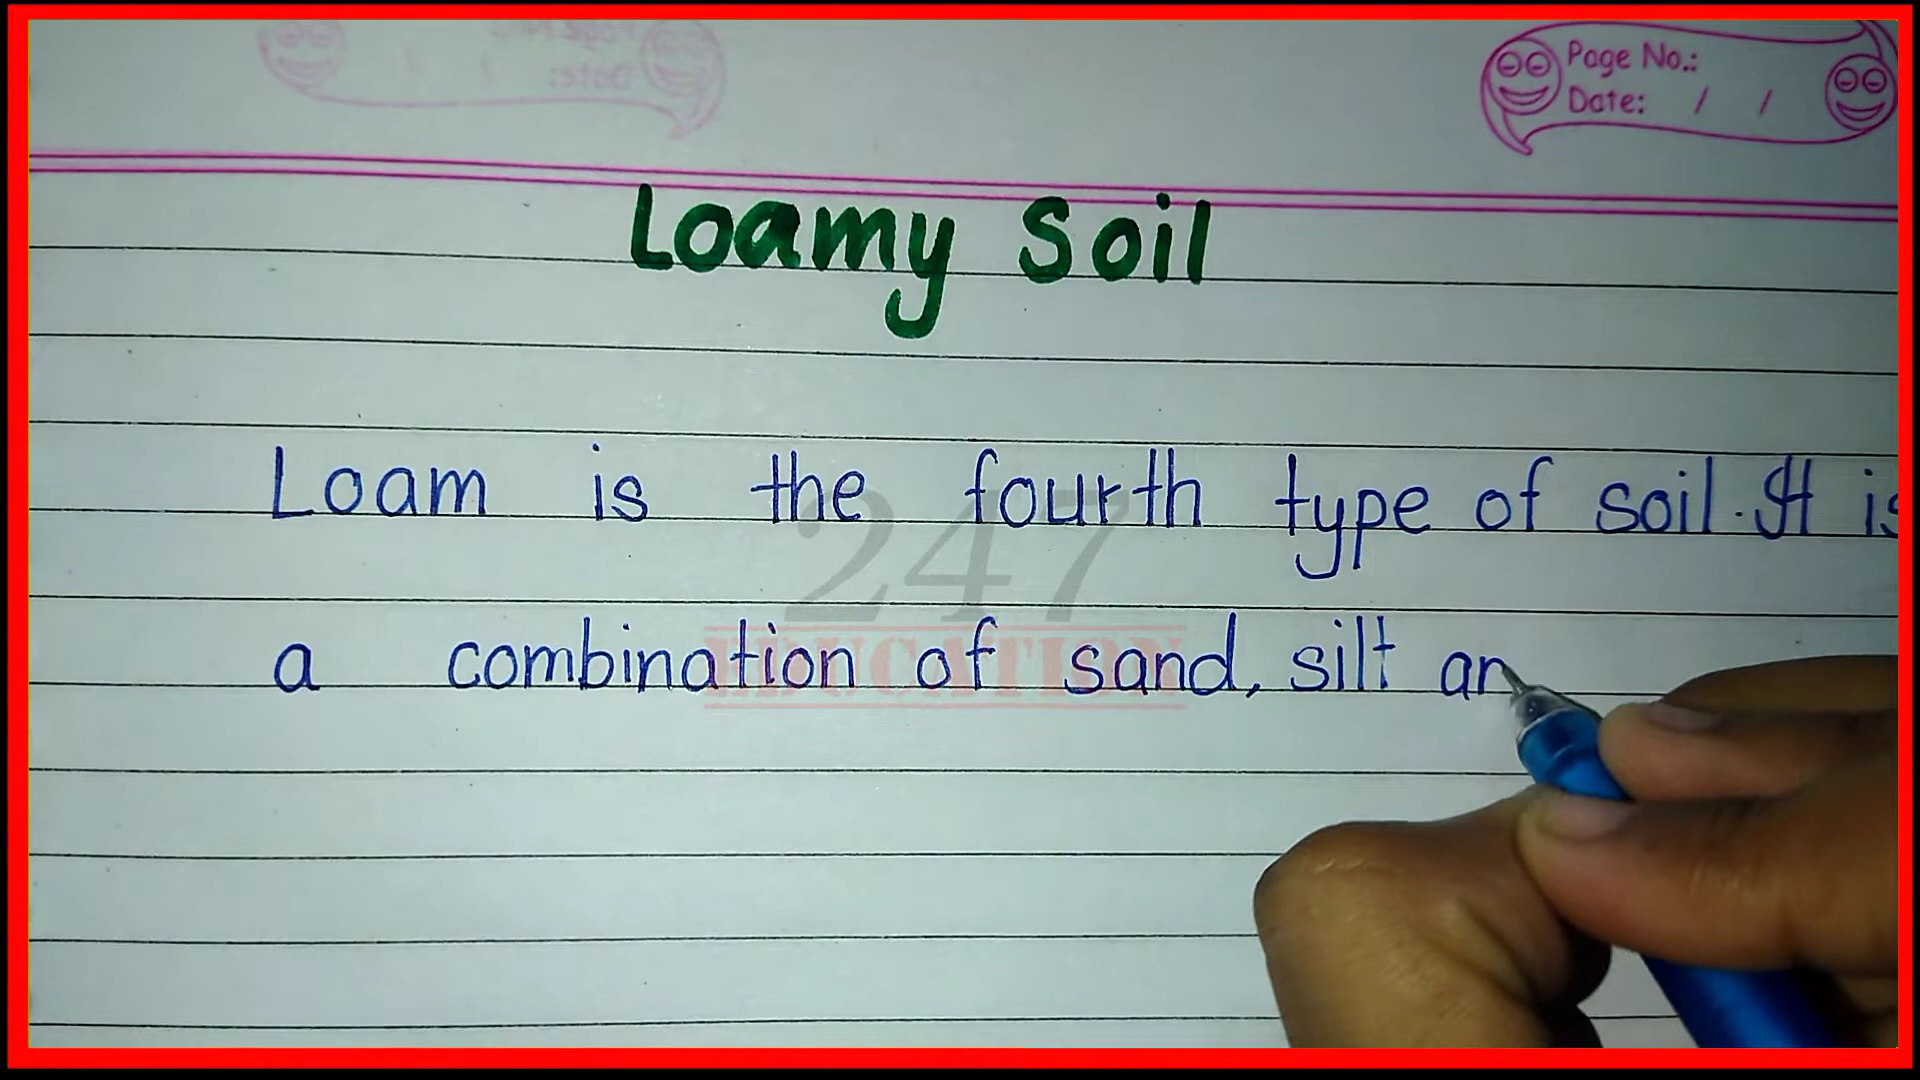 Page No.:
Date: / /
Loamy Soil
Loam is the fourth type of soil. It is
a combination of sand, silt an
247
EDUCATION